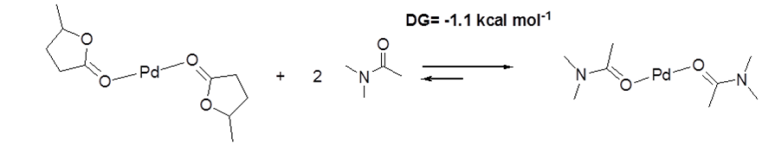 DG= -1.1 kcal mol⁻¹
O
O Pd O
O
+ 2
O
N
N O Pd O N